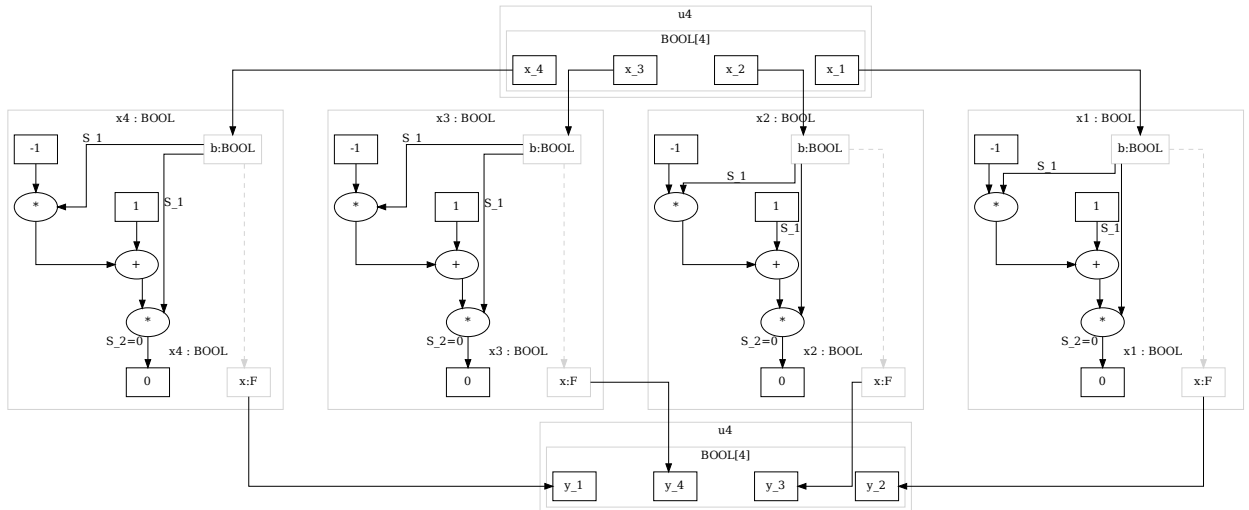 u4
BOOL[4]
x_4 x_3 x_2 x_1
x4 : BOOL x3 : BOOL x2 : BOOL x1 : BOOL
-1 S_1 b:BOOL -1 S_1 b:BOOL -1 b:BOOL -1 b:BOOL
S_1 S_1
* 1 S_1 * 1 S_1 * 1 * 1
S_1 S_1
+ + + +
* * * *
S_2=0 S_2=0 S_2=0 S_2=0
x4 : BOOL x3 : BOOL x2 : BOOL x1 : BOOL
0 x:F 0 x:F 0 x:F 0 x:F
u4
BOOL[4]
y_1 y_4 y_3 y_2